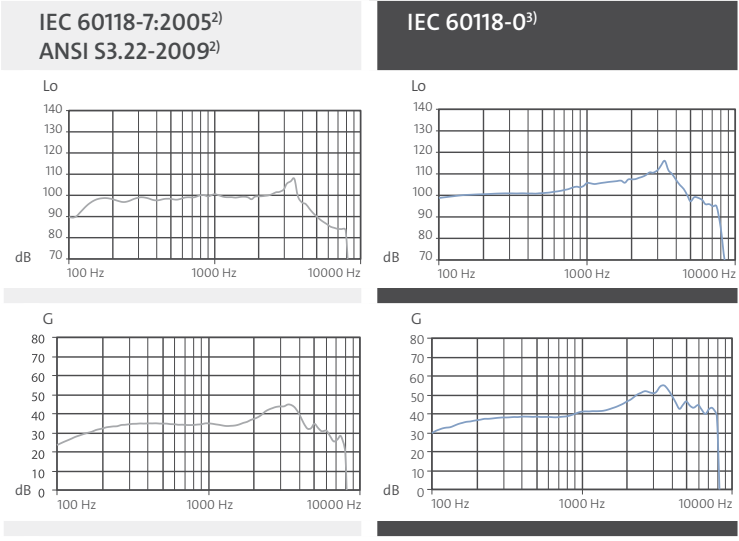 IEC 60118-7:2005²⁾
ANSI S3.22-2009²⁾
IEC 60118-0³⁾
Lo
140
130
120
110
100
90
80
dB 70
100 Hz 1000 Hz 10000 Hz
Lo
140
130
120
110
100
90
80
dB 70
100 Hz 1000 Hz 10000 Hz
G
80
70
60
50
40
30
20
10
dB 0
100 Hz 1000 Hz 10000 Hz
G
80
70
60
50
40
30
20
10
dB 0
100 Hz 1000 Hz 10000 Hz